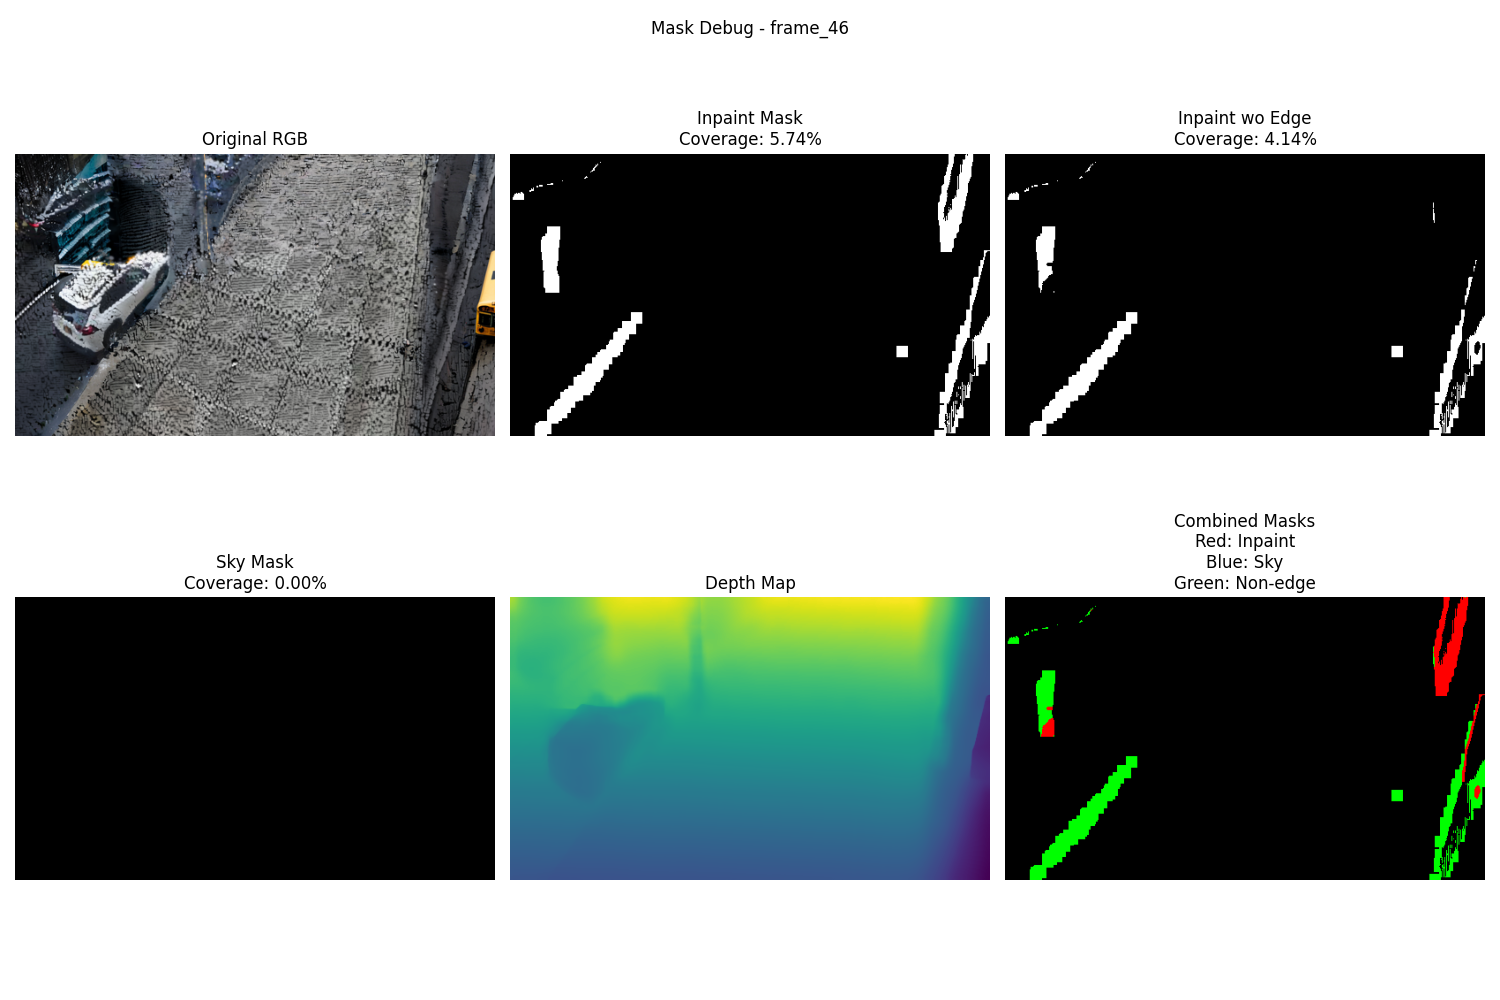 Mask Debug - frame_46
Original RGB
Inpaint Mask
Coverage: 5.74%
Inpaint wo Edge
Coverage: 4.14%
Sky Mask
Coverage: 0.00%
Depth Map
Combined Masks
Red: Inpaint
Blue: Sky
Green: Non-edge